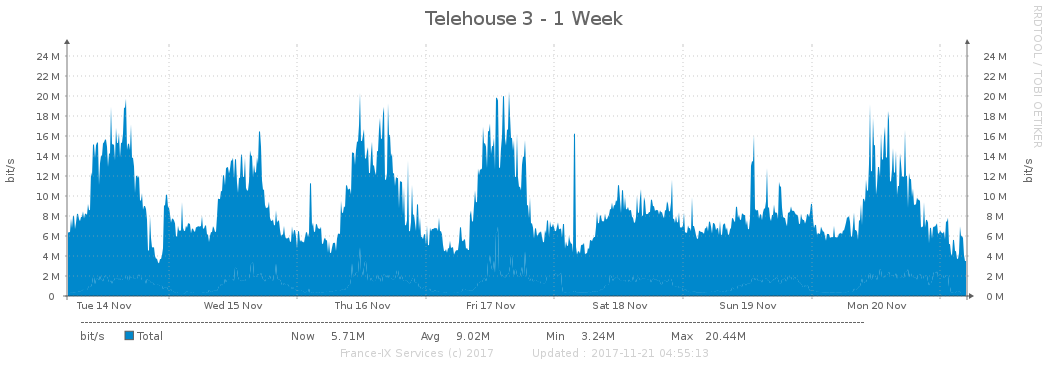 Telehouse 3 - 1 Week
RRDTOOL / TOBI OETIKER
24 M 24 M
22 M 22 M
20 M 20 M
18 M 18 M
16 M 16 M
14 M 14 M
12 M 12 M
10 M 10 M
8 M 8 M
6 M 6 M
4 M 4 M
2 M 2 M
0 0 M
bit/s
bit/s
Tue 14 Nov Wed 15 Nov Thu 16 Nov Fri 17 Nov Sat 18 Nov Sun 19 Nov Mon 20 Nov
bit/s Total Now 5.71M Avg 9.02M Min 3.24M Max 20.44M
France-IX Services (c) 2017 Updated : 2017-11-21 04:55:13